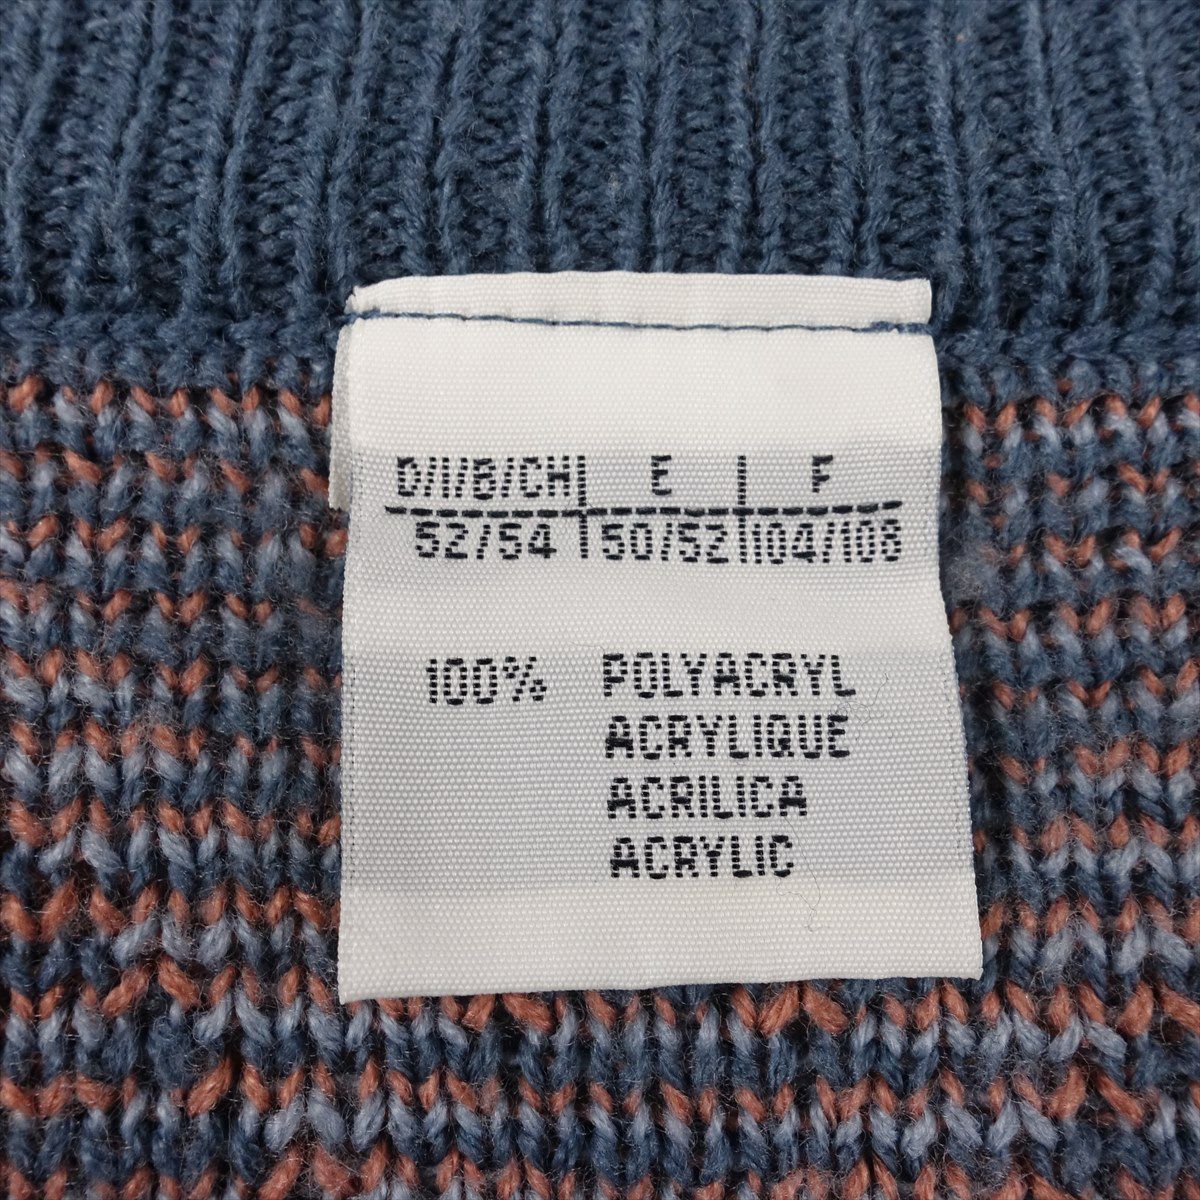 D/I/B/CH | E | F
52/54 | 50/52 | 104/108
100% POLYACRYL
ACRYLIQUE
ACRILICA
ACRYLIC